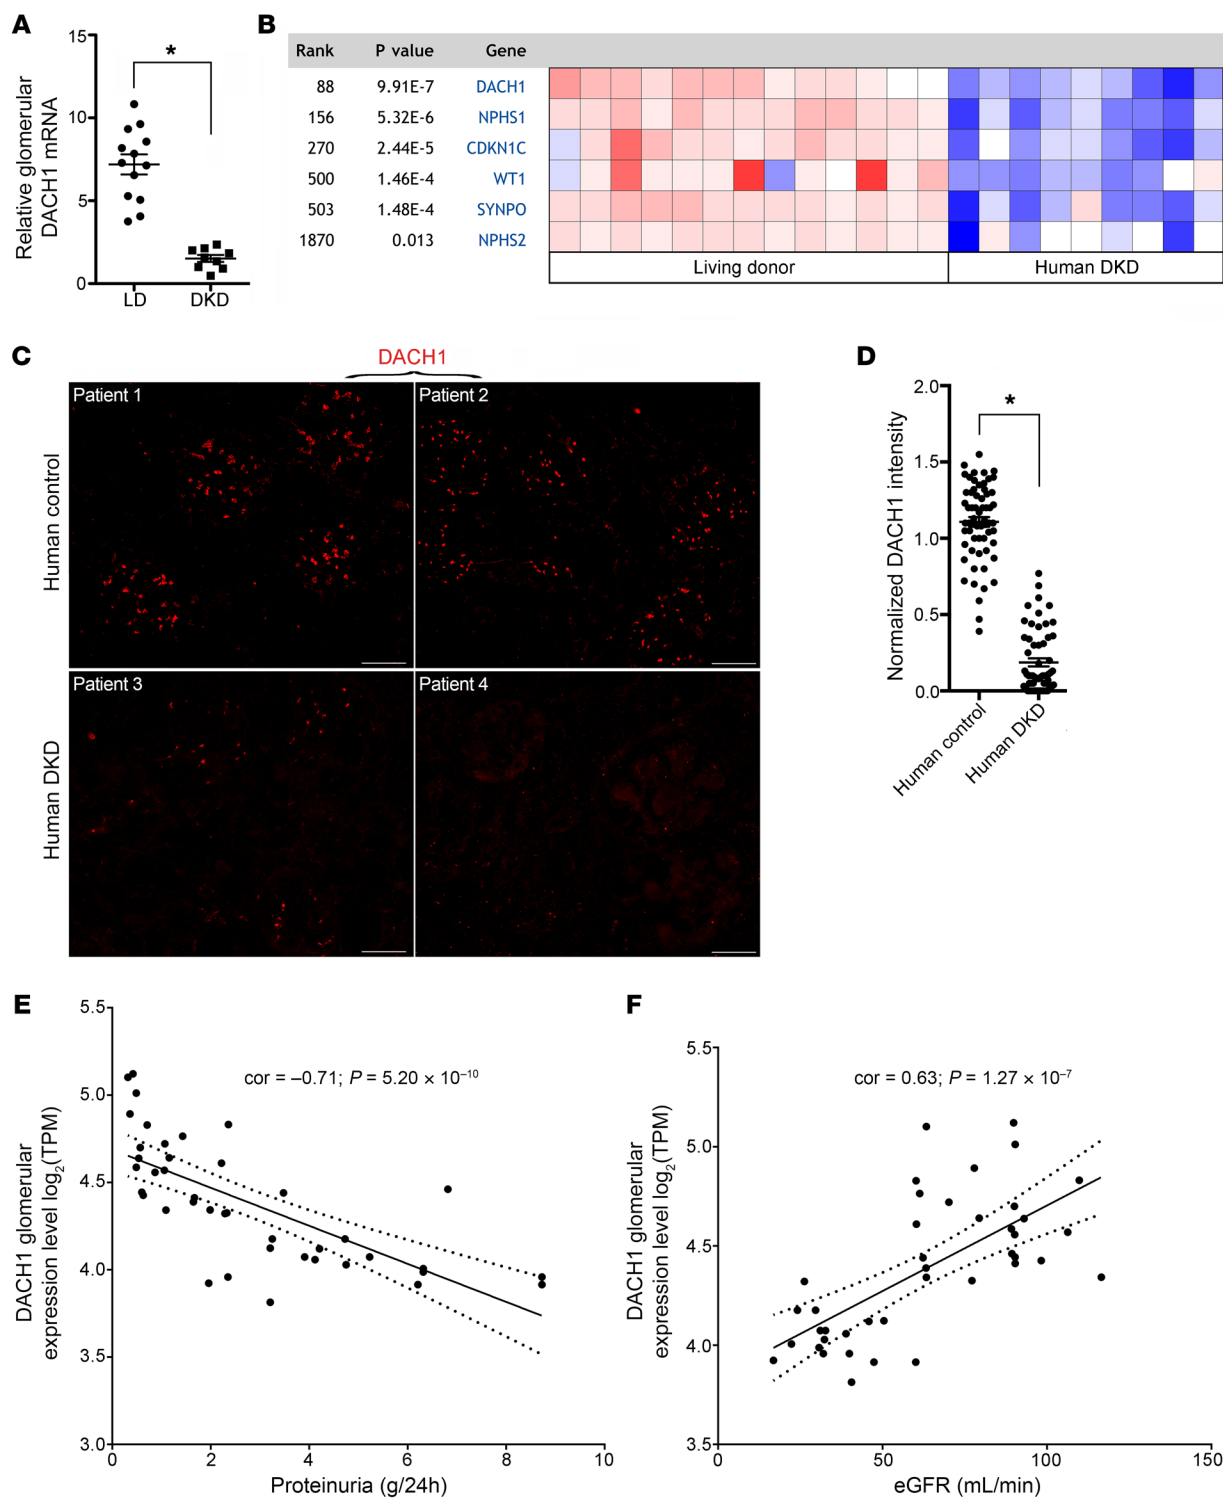 A
15
10
5
0
Relative glomerular
DACH1 mRNA
*
LD
DKD
B
Rank P value Gene
88 9.91E-7 DACH1
156 5.32E-6 NPHS1
270 2.44E-5 CDKN1C
500 1.46E-4 WT1
503 1.48E-4 SYNPO
1870 0.013 NPHS2
Living donor
Human DKD
C
DACH1
Human control
Patient 1
Patient 2
Human DKD
Patient 3
Patient 4
D
Normalized DACH1 intensity
2.0
1.5
1.0
0.5
0.0
*
Human control
Human DKD
E
DACH1 glomerular
expression level log₂(TPM)
5.5
5.0
4.5
4.0
3.5
3.0
cor = –0.71; P = 5.20 × 10⁻¹⁰
0 2 4 6 8 10
Proteinuria (g/24h)
F
DACH1 glomerular
expression level log₂(TPM)
5.5
5.0
4.5
4.0
3.5
cor = 0.63; P = 1.27 × 10⁻⁷
0 50 100 150
eGFR (mL/min)